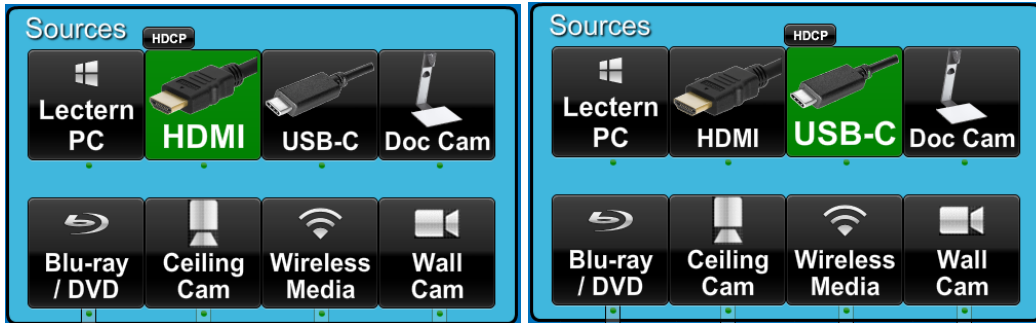 Sources
HDCP
Lectern
PC
HDMI
USB-C
Doc Cam
Blu-ray
/ DVD
Ceiling
Cam
Wireless
Media
Wall
Cam
Sources
HDCP
Lectern
PC
HDMI
USB-C
Doc Cam
Blu-ray
/ DVD
Ceiling
Cam
Wireless
Media
Wall
Cam